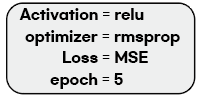 Activation = relu
optimizer = rmsprop
Loss = MSE
epoch = 5